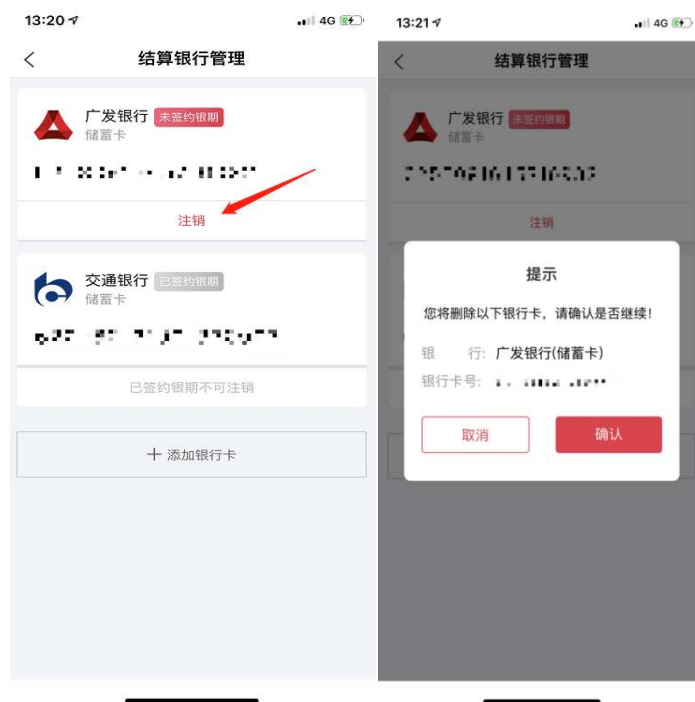 13:20
4G
结算银行管理
广发银行 未签约银期
储蓄卡
注销
交通银行 已签约银期
储蓄卡
已签约银期不可注销
+ 添加银行卡
13:21
4G
结算银行管理
广发银行 未签约银期
储蓄卡
注销
提示
您将删除以下银行卡，请确认是否继续!
银 行: 广发银行(储蓄卡)
银行卡号:
取消 确认